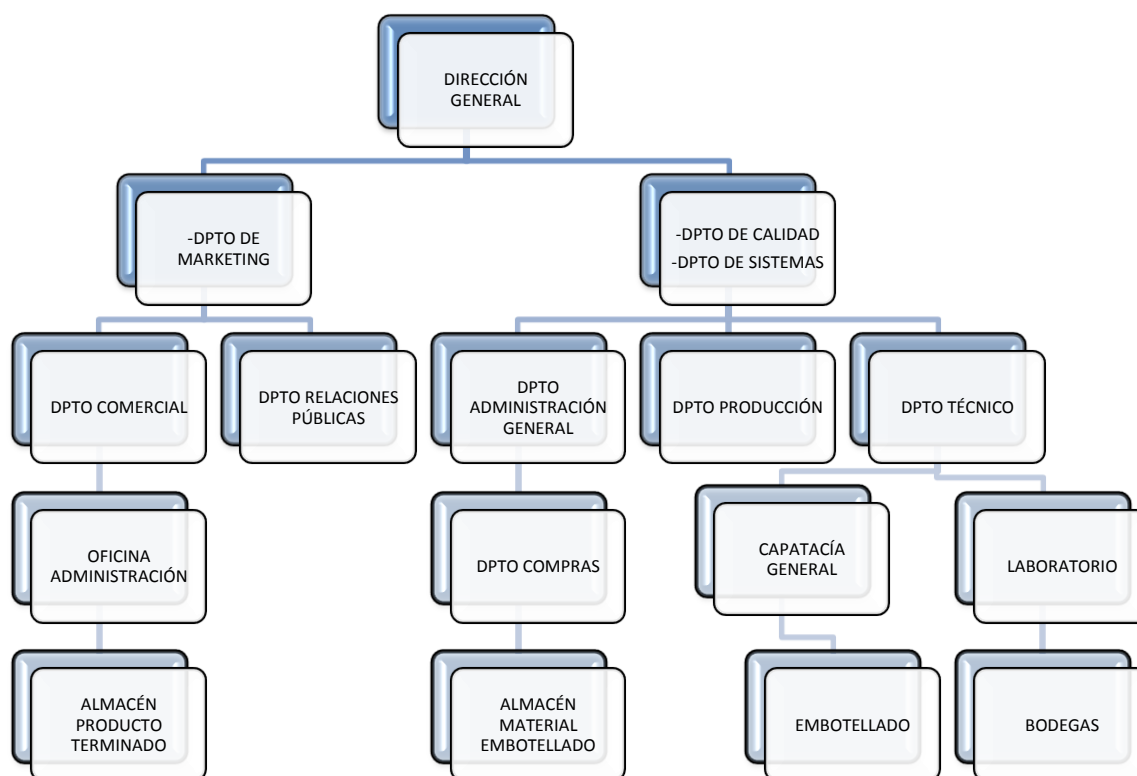 DIRECCIÓN
GENERAL
-DPTO DE
MARKETING
-DPTO DE CALIDAD
-DPTO DE SISTEMAS
DPTO COMERCIAL
DPTO RELACIONES
PÚBLICAS
DPTO
ADMINISTRACIÓN
GENERAL
DPTO PRODUCCIÓN
DPTO TÉCNICO
OFICINA
ADMINISTRACIÓN
DPTO COMPRAS
CAPATACÍA
GENERAL
LABORATORIO
ALMACÉN
PRODUCTO
TERMINADO
ALMACÉN
MATERIAL
EMBOTELLADO
EMBOTELLADO
BODEGAS